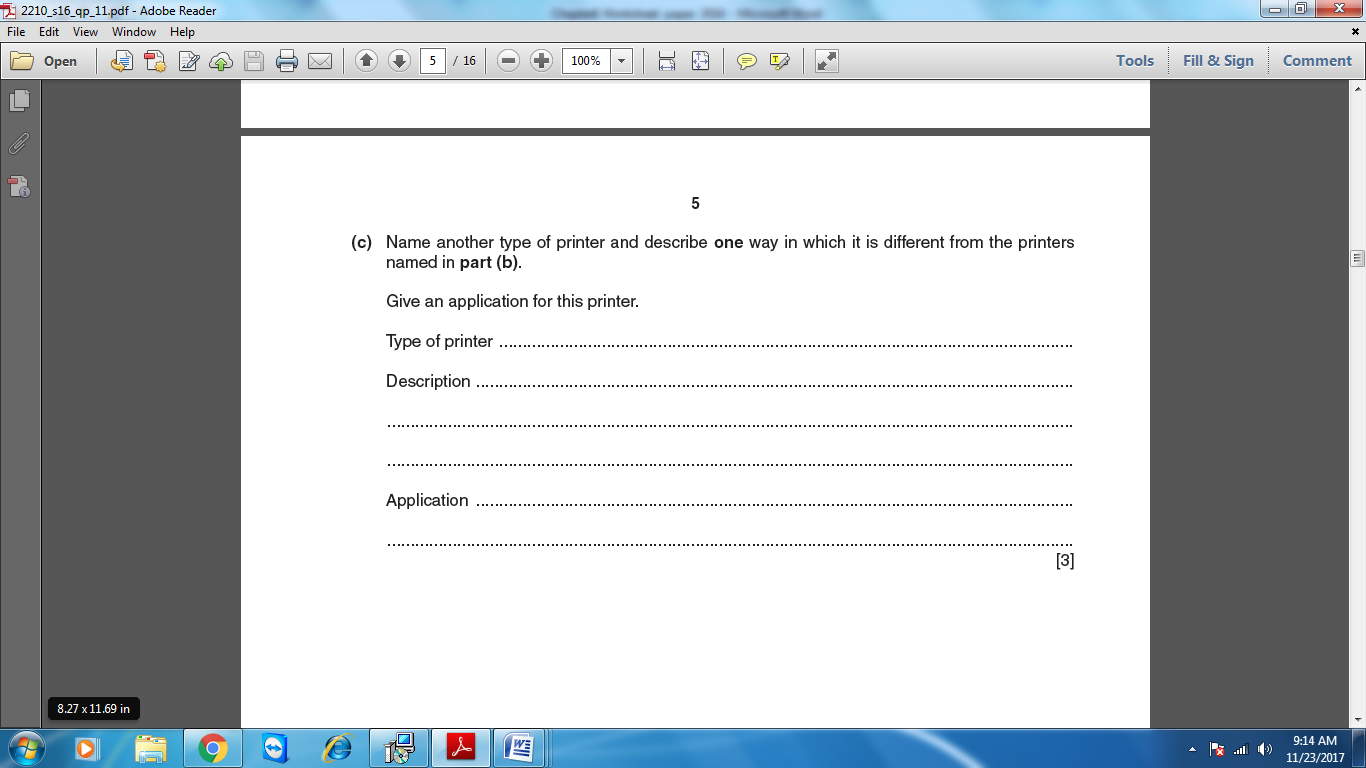 2210_s16_qp_11.pdf - Adobe Reader
File Edit View Window Help
Open 5 / 16 100% Tools Fill & Sign Comment
5
(c) Name another type of printer and describe one way in which it is different from the printers
named in part (b).
Give an application for this printer.
Type of printer ..........................................................................................................................
Description ...............................................................................................................................
..................................................................................................................................................
..................................................................................................................................................
Application ...............................................................................................................................
..................................................................................................................................................
[3]
8.27 x 11.69 in
9:14 AM
11/23/2017